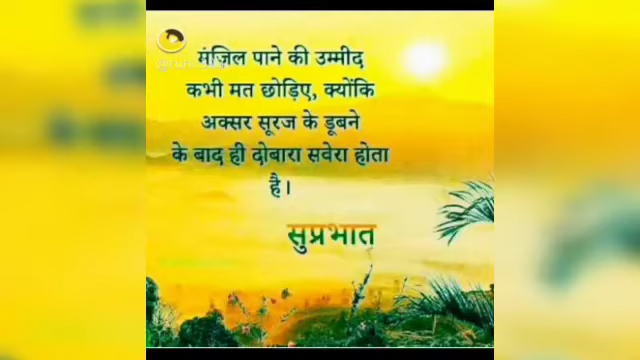 मंज़िल पाने की उम्मीद
कभी मत छोड़िए, क्योंकि
अक्सर सूरज के डूबने
के बाद ही दोबारा सवेरा होता
है।
सुप्रभात